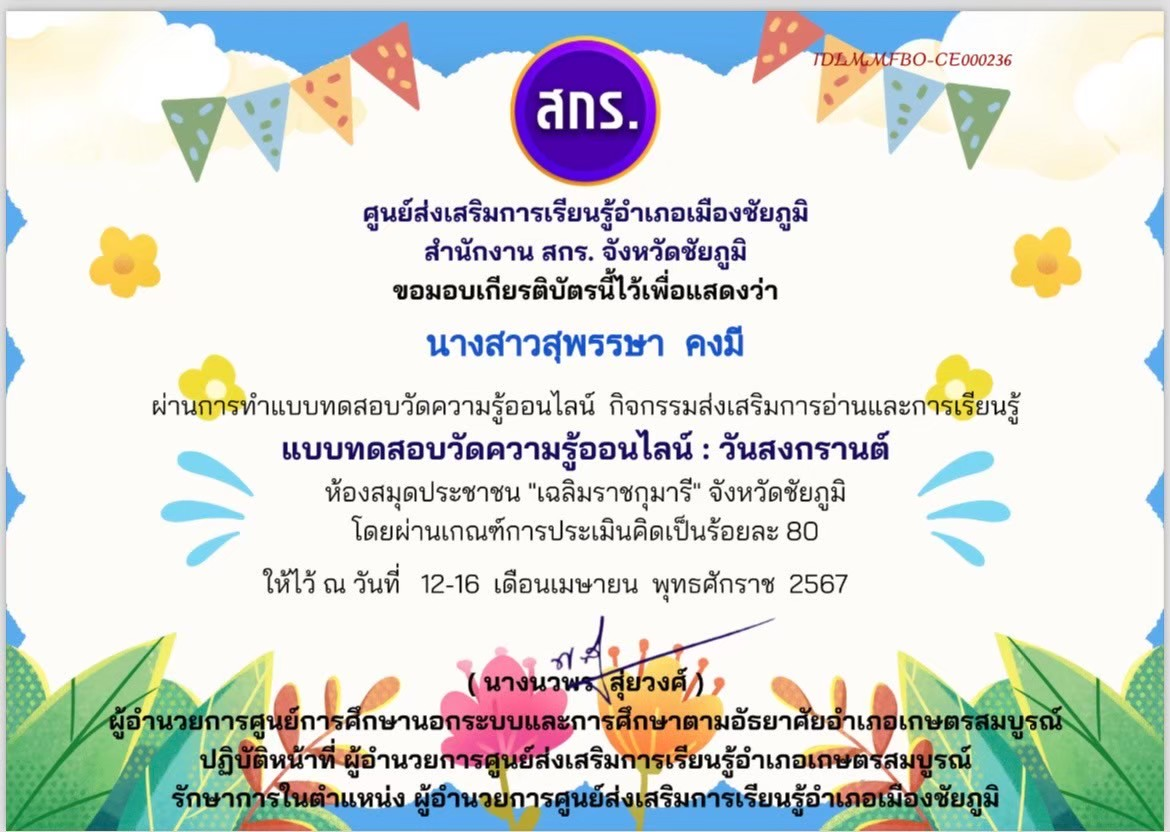 IDLMMFBO-CE000236
สกร.
ศูนย์ส่งเสริมการเรียนรู้อำเภอเมืองชัยภูมิ
สำนักงาน สกร. จังหวัดชัยภูมิ
ขอมอบเกียรติบัตรนี้ไว้เพื่อแสดงว่า
นางสาวสุพรรษา คงมี
ผ่านการทำแบบทดสอบวัดความรู้ออนไลน์ กิจกรรมส่งเสริมการอ่านและการเรียนรู้
แบบทดสอบวัดความรู้ออนไลน์ : วันสงกรานต์
ห้องสมุดประชาชน "เฉลิมราชกุมารี" จังหวัดชัยภูมิ
โดยผ่านเกณฑ์การประเมินคิดเป็นร้อยละ 80
ให้ไว้ ณ วันที่ 12-16 เดือนเมษายน พุทธศักราช 2567
( นางนวพร สุ่ยวงศ์ )
ผู้อำนวยการศูนย์การศึกษานอกระบบและการศึกษาตามอัธยาศัยอำเภอเกษตรสมบูรณ์
ปฏิบัติหน้าที่ ผู้อำนวยการศูนย์ส่งเสริมการเรียนรู้อำเภอเกษตรสมบูรณ์
รักษาการในตำแหน่ง ผู้อำนวยการศูนย์ส่งเสริมการเรียนรู้อำเภอเมืองชัยภูมิ